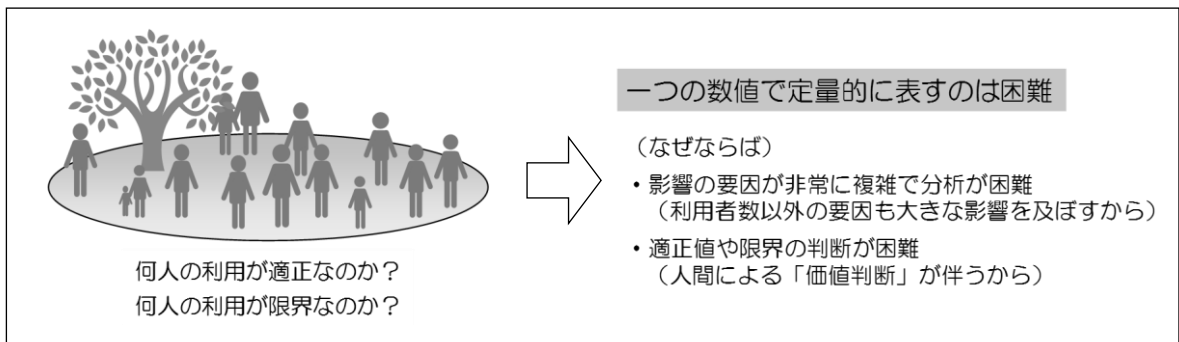 何人の利用が適正なのか？
何人の利用が限界なのか？
一つの数値で定量的に表すのは困難
（なぜならば）
・影響の要因が非常に複雑で分析が困難
（利用者数以外の要因も大きな影響を及ぼすから）
・適正値や限界の判断が困難
（人間による「価値判断」が伴うから）